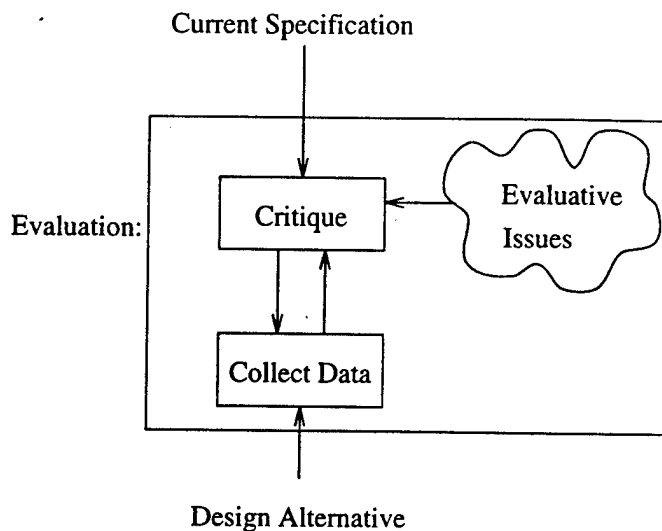 Current Specification
Evaluation:
Critique
Evaluative
Issues
Collect Data
Design Alternative